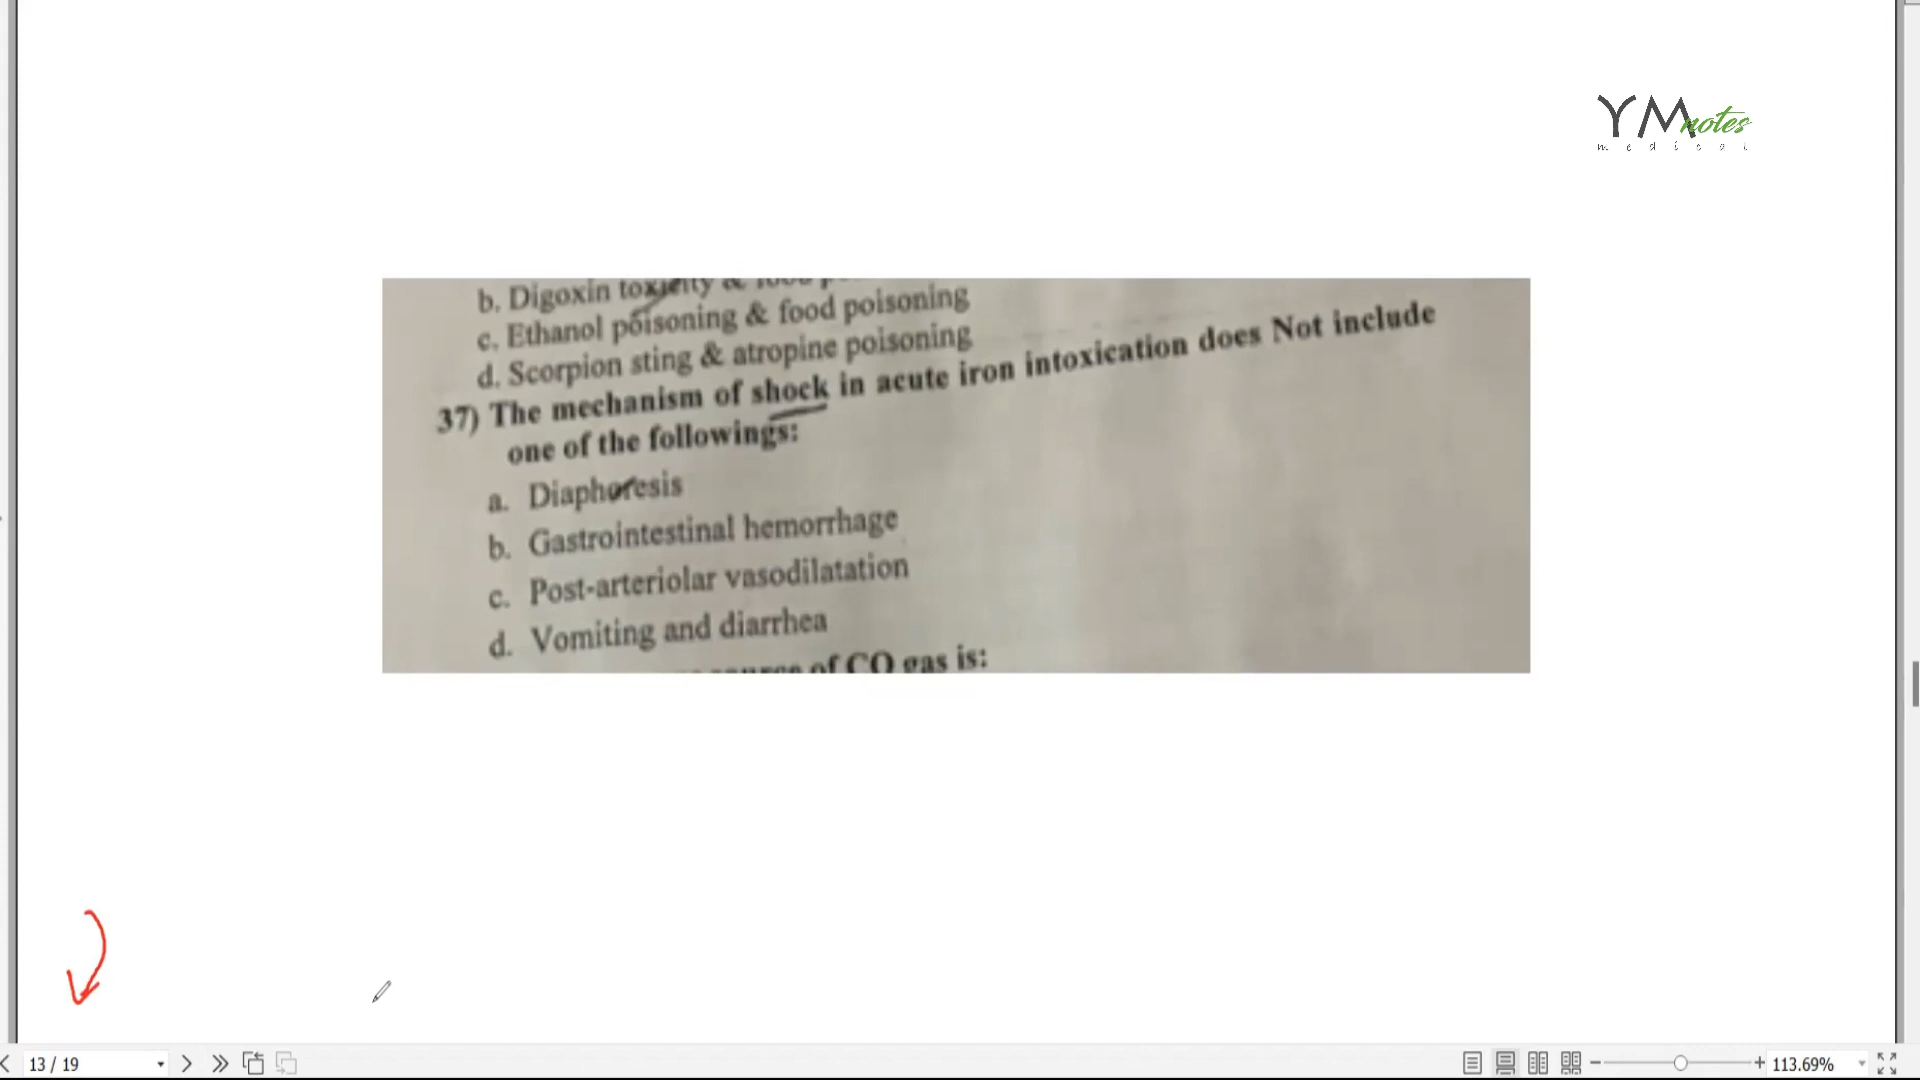 YM notes
medical
b. Digoxin toxicity &
c. Ethanol poisoning & food poisoning
d. Scorpion sting & atropine poisoning
37) The mechanism of shock in acute iron intoxication does Not include
one of the followings:
a. Diaphoresis
b. Gastrointestinal hemorrhage
c. Post-arteriolar vasodilatation
d. Vomiting and diarrhea
of CO gas is:
13 / 19
113.69%